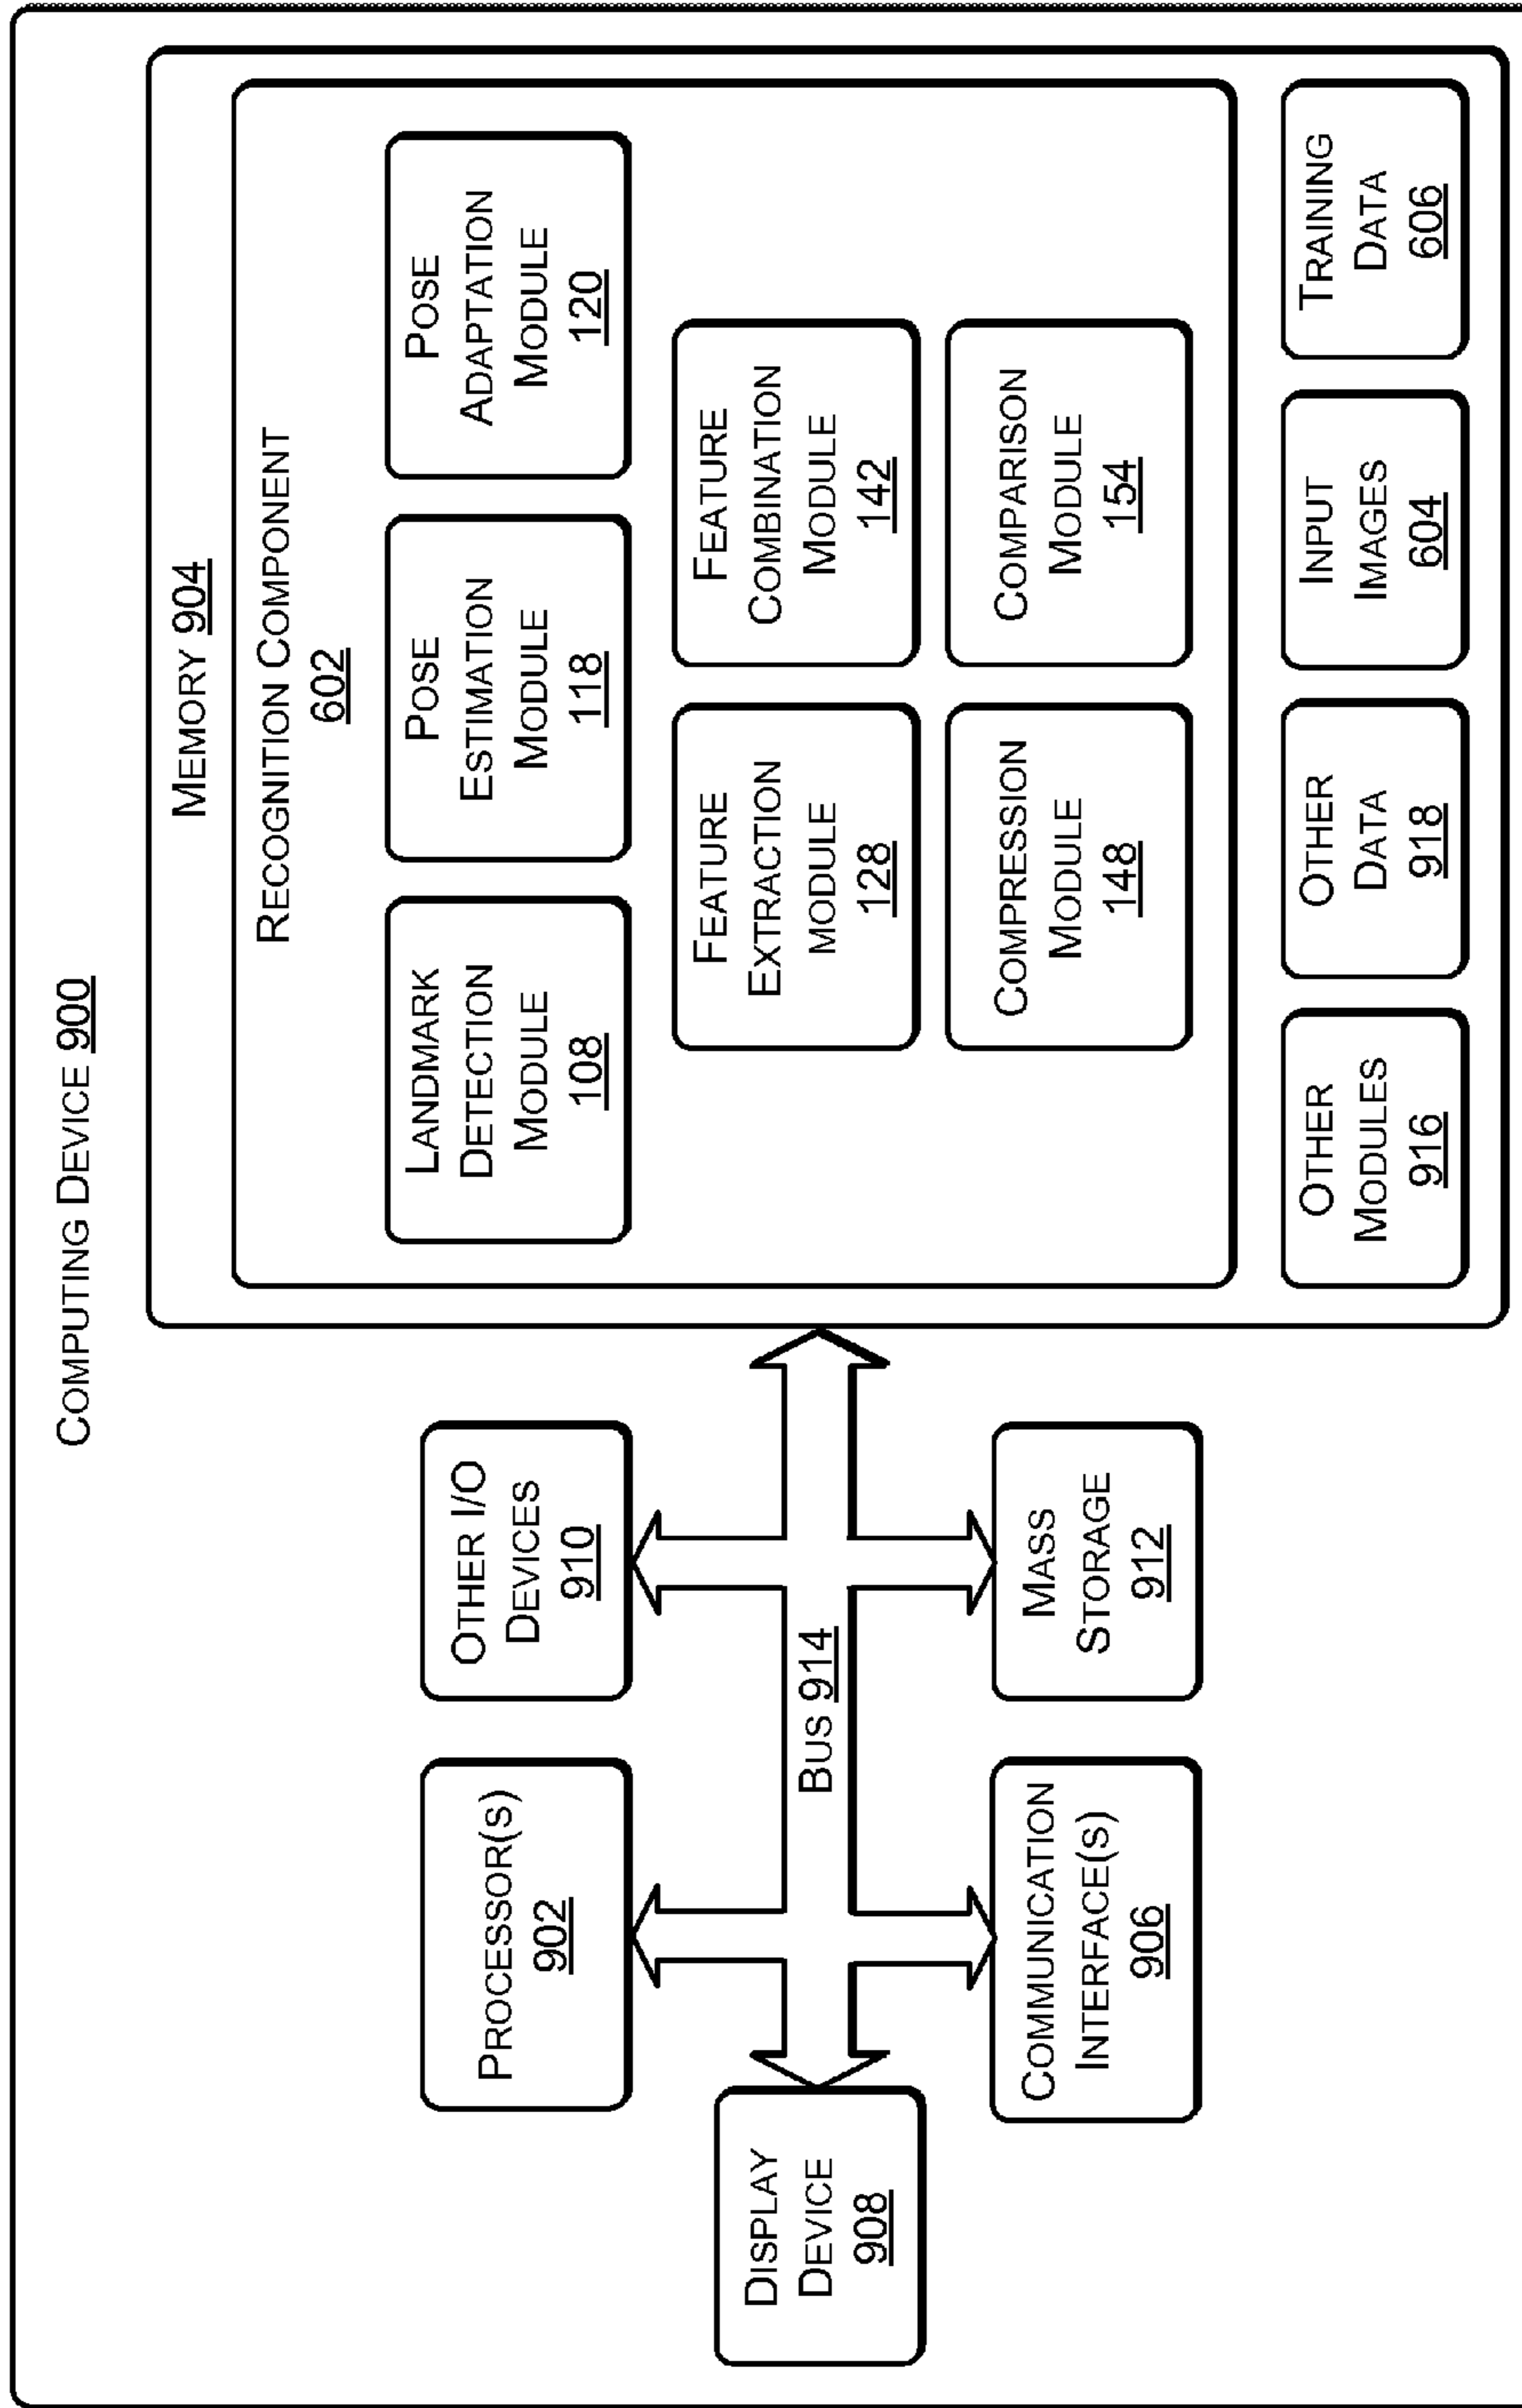 COMPUTING DEVICE 900
PROCESSOR(S)
902
OTHER I/O
DEVICES
910
DISPLAY
DEVICE
908
BUS 914
COMMUNICATION
INTERFACE(S)
906
MASS
STORAGE
912
MEMORY 904
RECOGNITION COMPONENT
602
LANDMARK
DETECTION
MODULE
108
POSE
ESTIMATION
MODULE
118
POSE
ADAPTATION
MODULE
120
FEATURE
EXTRACTION
MODULE
128
FEATURE
COMBINATION
MODULE
142
COMPRESSION
MODULE
148
COMPARISON
MODULE
154
OTHER
MODULES
916
OTHER
DATA
918
INPUT
IMAGES
604
TRAINING
DATA
606